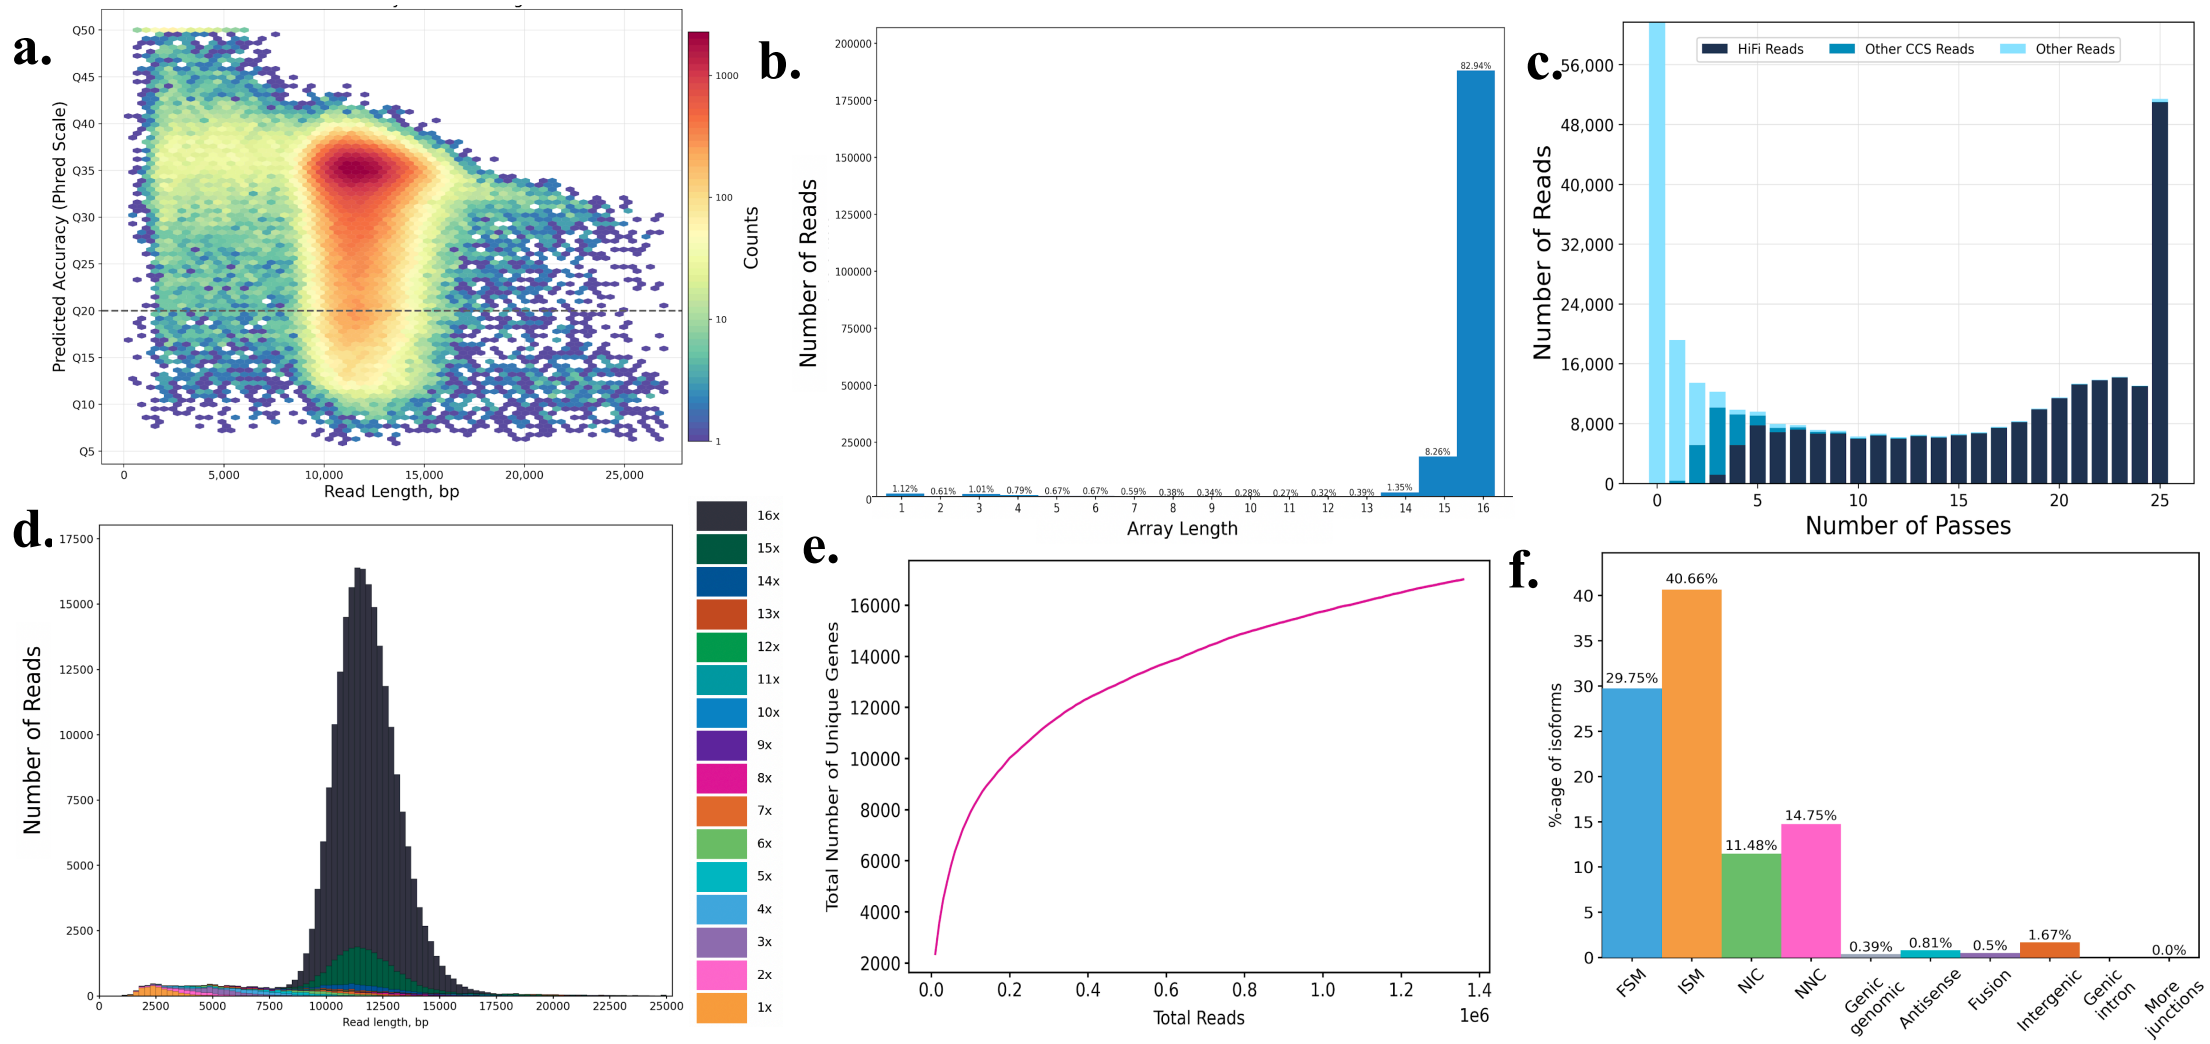 a.
Q50
Q45
Q40
Q35
Q30
Q25
Q20
Q15
Q10
Q5
Predicted Accuracy (Phred Scale)
0 5,000 10,000 15,000 20,000 25,000
Read Length, bp
1000
100
10
1
Counts
b.
200000
175000
150000
125000
100000
75000
50000
25000
0
Number of Reads
1.12% 0.61% 1.01% 0.79% 0.67% 0.67% 0.59% 0.38% 0.34% 0.28% 0.27% 0.32% 0.39% 1.35% 8.26% 82.94%
1 2 3 4 5 6 7 8 9 10 11 12 13 14 15 16
Array Length
c.
HiFi Reads Other CCS Reads Other Reads
56,000
48,000
40,000
32,000
24,000
16,000
8,000
0
Number of Reads
0 5 10 15 20 25
Number of Passes
d.
17500
15000
12500
10000
7500
5000
2500
0
Number of Reads
0 2500 5000 7500 10000 12500 15000 17500 20000 22500 25000
Read length, bp
16x
15x
14x
13x
12x
11x
10x
9x
8x
7x
6x
5x
4x
3x
2x
1x
e.
16000
14000
12000
10000
8000
6000
4000
2000
Total Number of Unique Genes
0.0 0.2 0.4 0.6 0.8 1.0 1.2 1.4
1e6
Total Reads
f.
40
35
30
25
20
15
10
5
0
%-age of isoforms
29.75% 40.66% 11.48% 14.75% 0.39% 0.81% 0.5% 1.67% 0.0%
FSM
ISM
NIC
NNC
Genic
genomic
Antisense
Fusion
Intergenic
Genic
intron
More
junctions